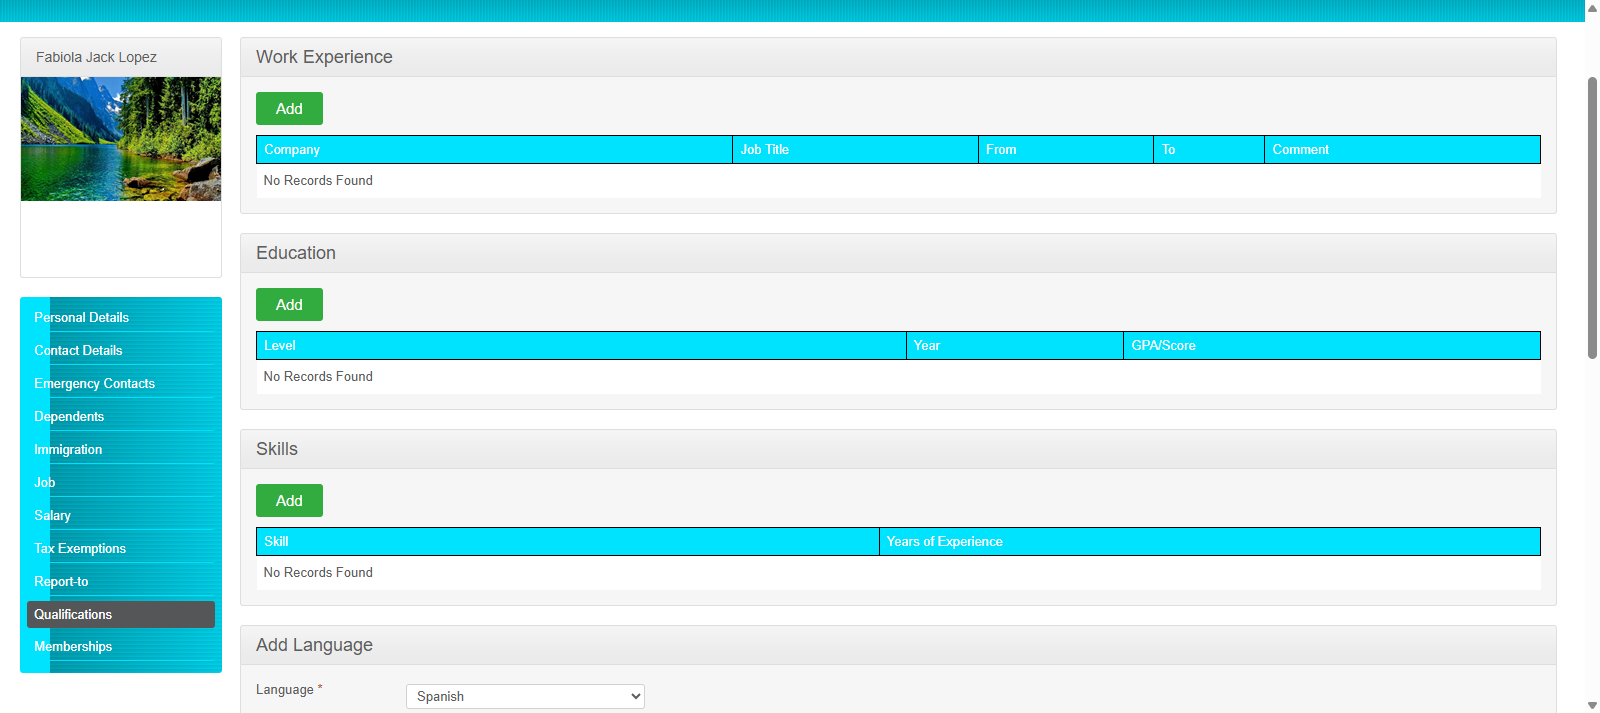 Fabiola Jack Lopez
Personal Details
Contact Details
Emergency Contacts
Dependents
Immigration
Job
Salary
Tax Exemptions
Report-to
Qualifications
Memberships
Work Experience
Add
Company Job Title From To Comment
No Records Found
Education
Add
Level Year GPA/Score
No Records Found
Skills
Add
Skill Years of Experience
No Records Found
Add Language
Language * Spanish